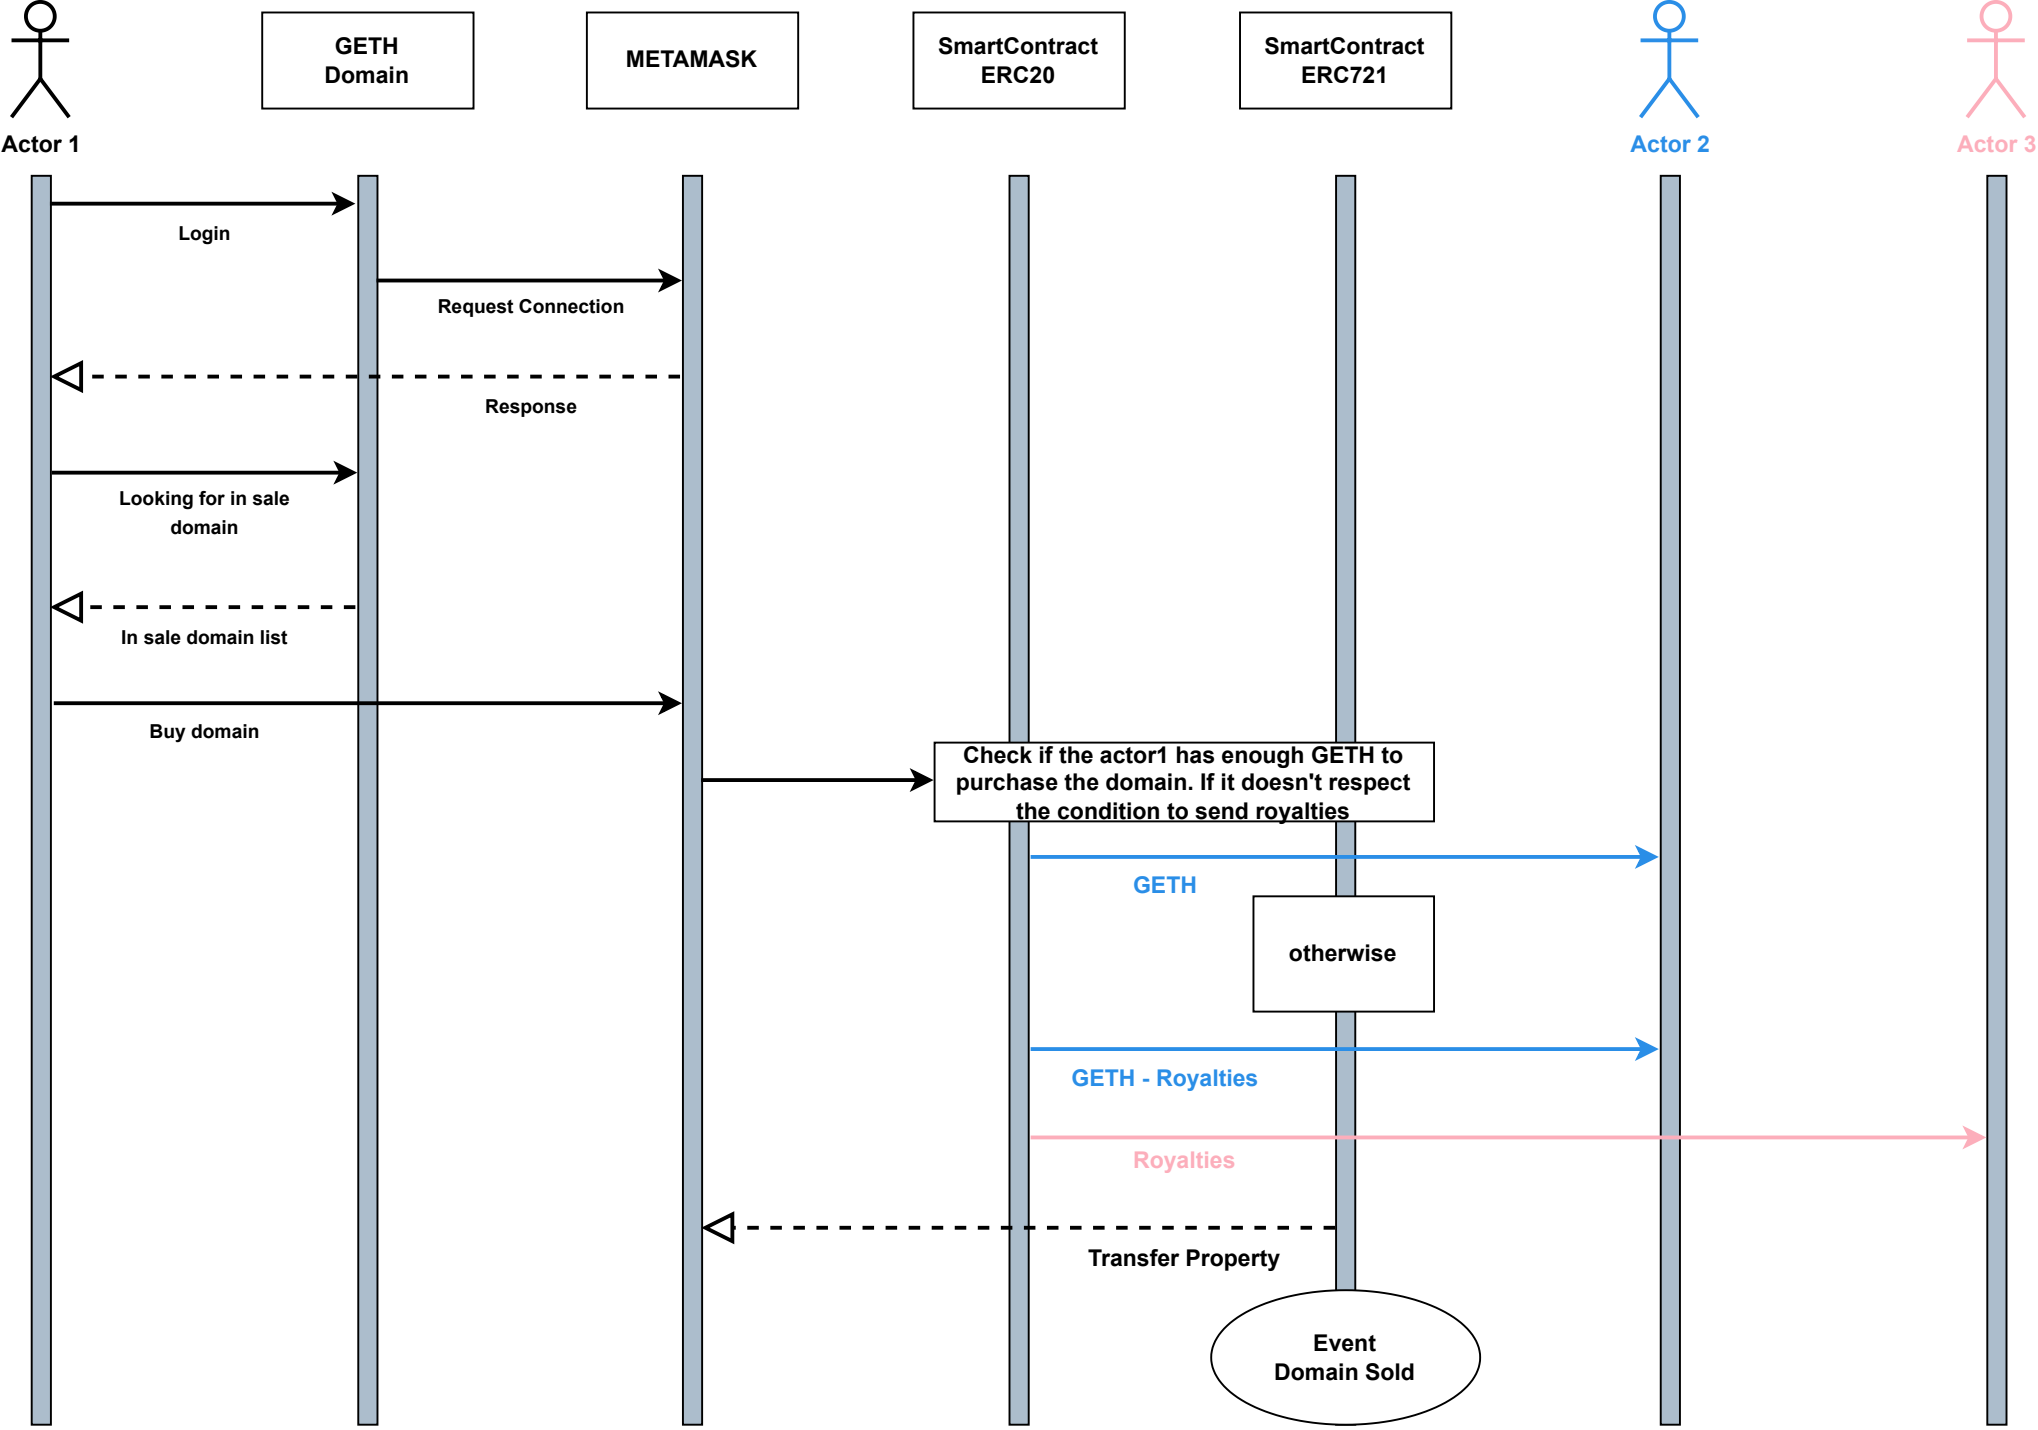 GETH
Domain
METAMASK
SmartContract
ERC20
SmartContract
ERC721
Actor 1
Actor 2
Actor 3
Login
Request Connection
Response
Looking for in sale
domain
In sale domain list
Buy domain
Check if the actor1 has enough GETH to
purchase the domain. If it doesn't respect
the condition to send royalties
GETH
otherwise
GETH - Royalties
Royalties
Transfer Property
Event
Domain Sold